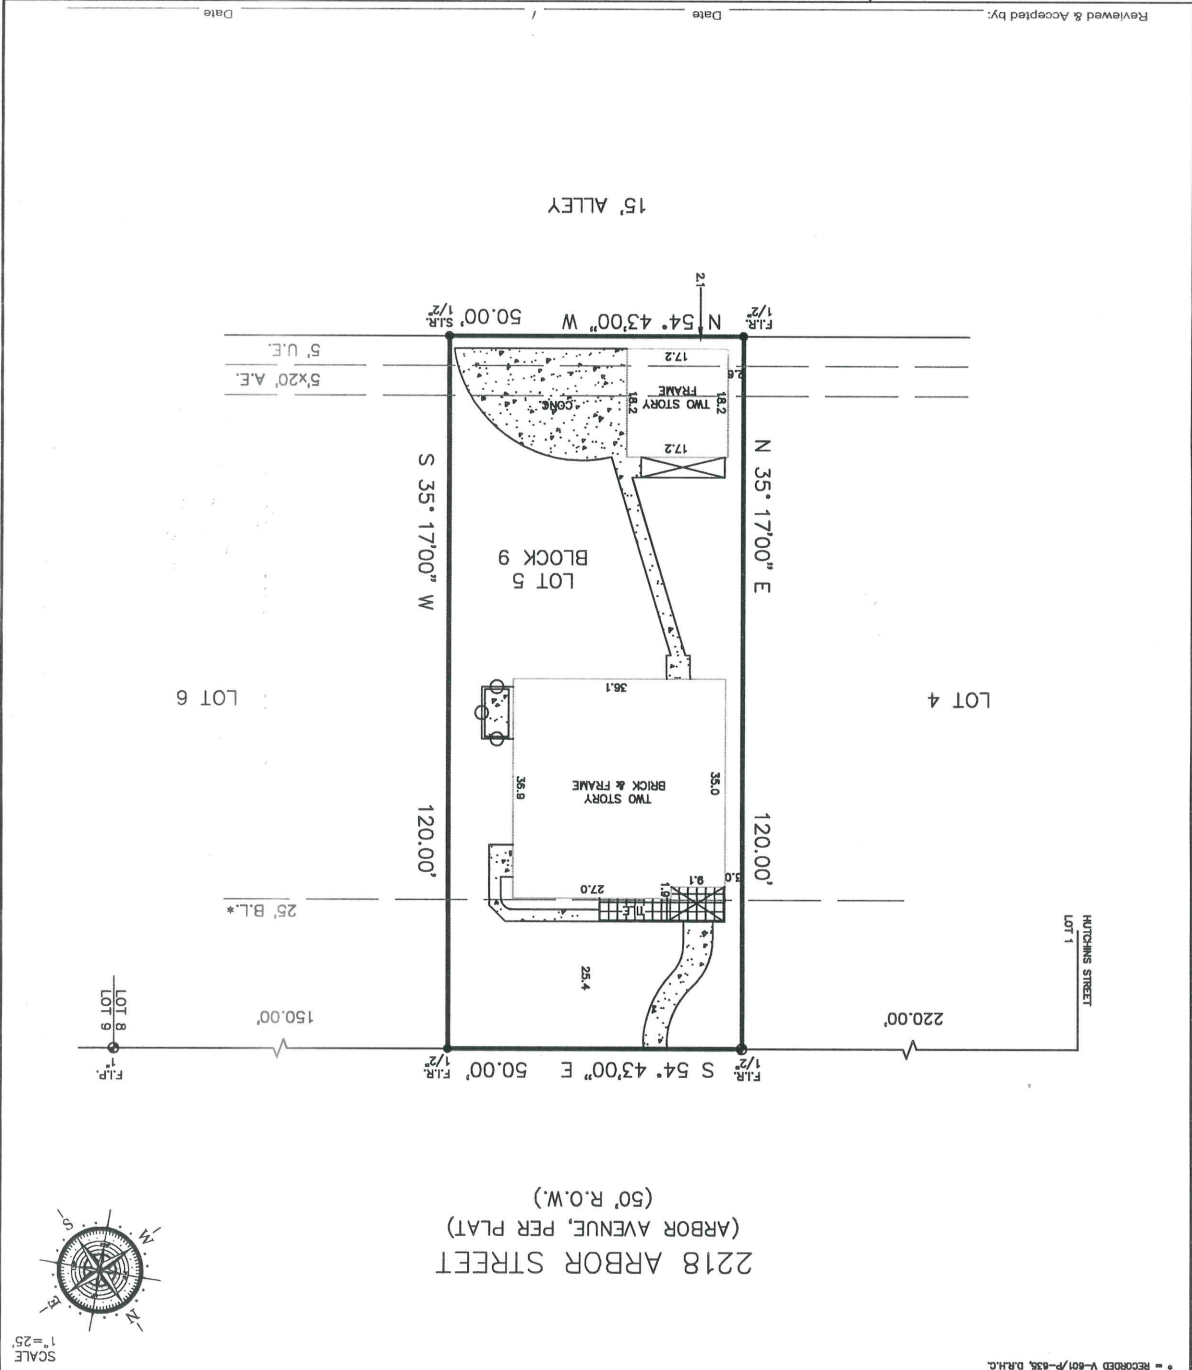 * = RECORDED V-601/P-635, D.R.H.C.
SCALE
1"=25'
N
E
S
W
2218 ARBOR STREET
(ARBOR AVENUE, PER PLAT)
(50' R.O.W.)
F.I.R.
1/2"
S 54° 43'00" E 50.00'
F.I.R.
1/2"
F.I.P.
1"
220.00'
150.00'
HUTCHINS STREET
LOT 1
LOT 8
LOT 9
25.4
25' B.L.*
5.0
9.1
1.9
27.0
120.00'
120.00'
35.0
TWO STORY
BRICK & FRAME
36.9
36.1
LOT 4
LOT 6
LOT 5
BLOCK 9
N 35° 17'00" E
S 35° 17'00" W
17.2
TWO STORY
FRAME
18.2
18.2
CONC
5'x20' A.E.
2.6
17.2
5' U.E.
F.I.R.
1/2"
N 54° 43'00" W 50.00'
S.I.R.
1/2"
2.1
15' ALLEY
Reviewed & Accepted by: Date / Date